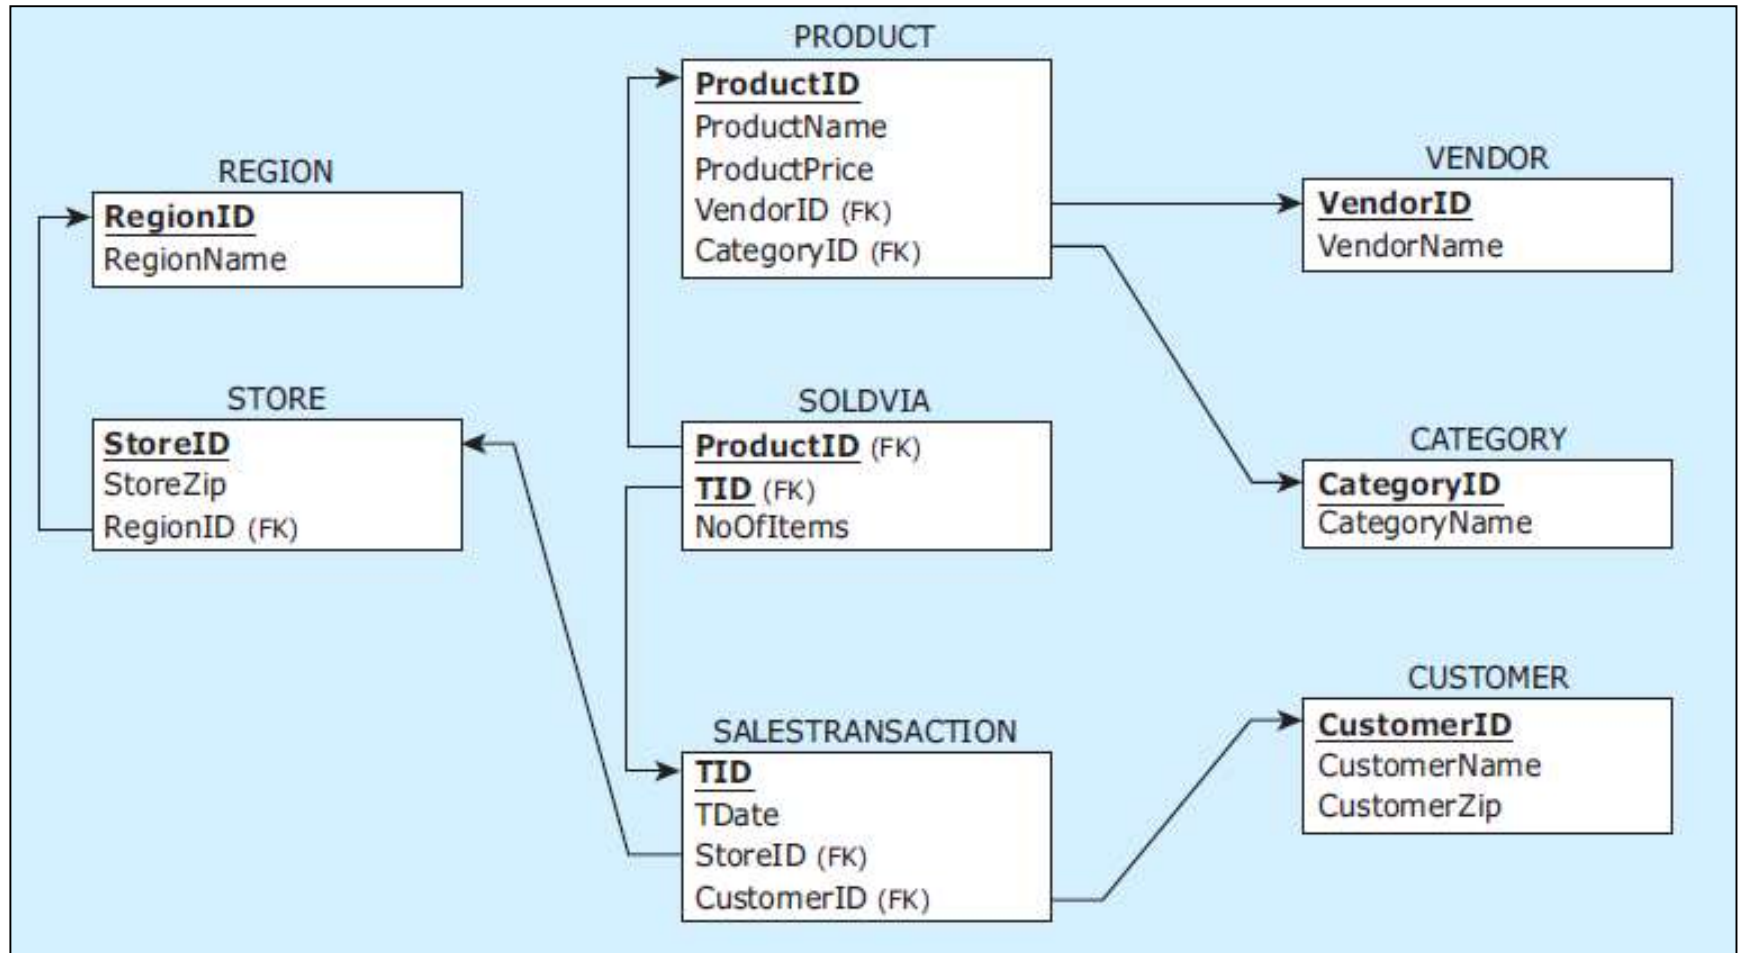 REGION
RegionID
RegionName
STORE
StoreID
StoreZip
RegionID (FK)
PRODUCT
ProductID
ProductName
ProductPrice
VendorID (FK)
CategoryID (FK)
SOLDVIA
ProductID (FK)
TID (FK)
NoOfItems
SALESTRANSACTION
TID
TDate
StoreID (FK)
CustomerID (FK)
VENDOR
VendorID
VendorName
CATEGORY
CategoryID
CategoryName
CUSTOMER
CustomerID
CustomerName
CustomerZip